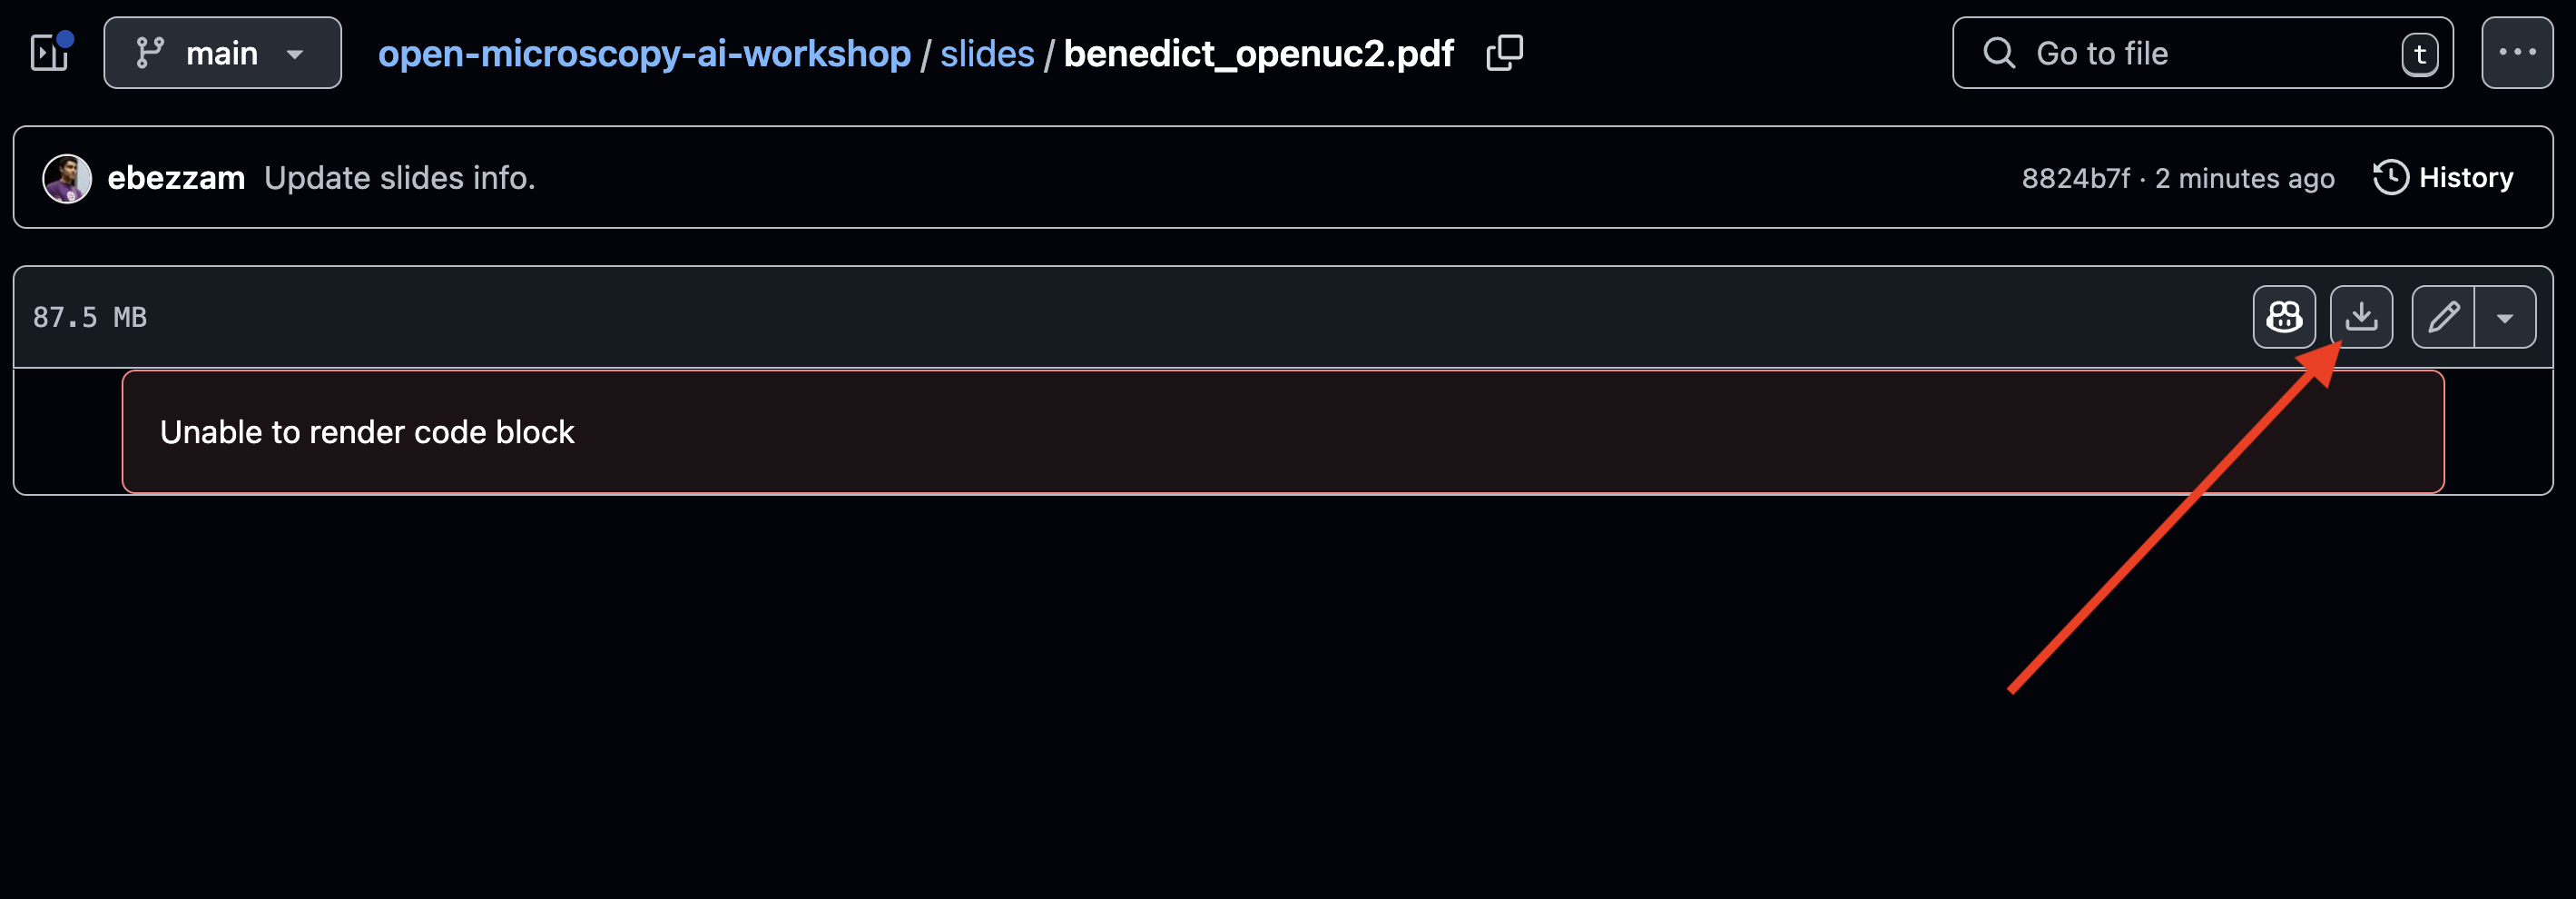 main open-microscopy-ai-workshop / slides / benedict_openuc2.pdf Go to file t
ebezzam Update slides info. 8824b7f · 2 minutes ago History
87.5 MB
Unable to render code block